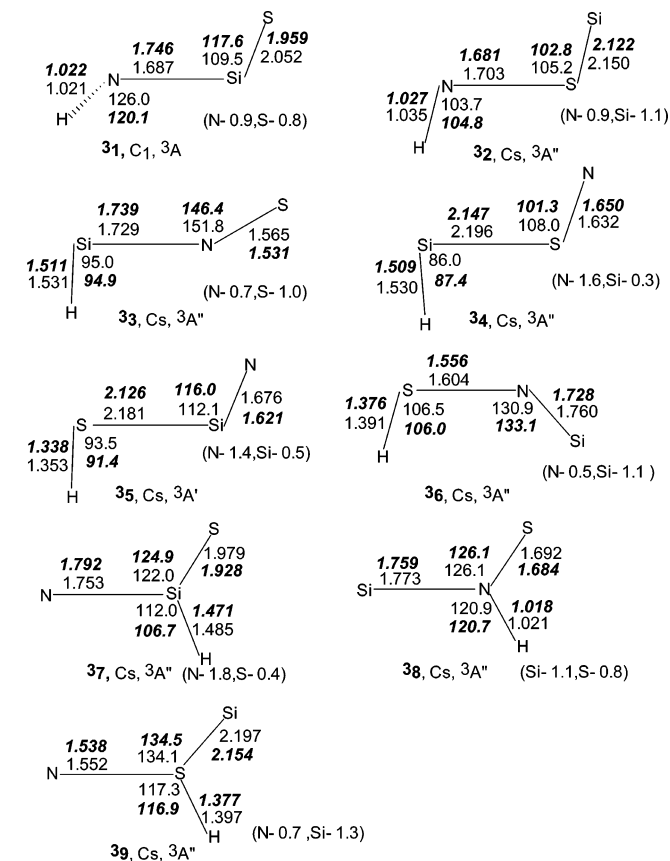 S
1.746 117.6 1.959
1.022 1.687 109.5 2.052
1.021 N Si
H 126.0
120.1 (N- 0.9,S- 0.8)
³1, C1, ³A
Si
1.681 102.8 2.122
1.703 105.2 2.150
1.027 N S
1.035 103.7
104.8 (N- 0.9,Si- 1.1)
H
³2, Cs, ³A"
1.739 146.4 S
1.729 151.8 1.565
Si N 1.531
1.511 95.0
1.531 94.9 (N- 0.7,S- 1.0)
H
³3, Cs, ³A"
N
2.147 101.3 1.650
2.196 108.0 1.632
Si S
1.509 86.0
1.530 87.4 (N- 1.6,Si- 0.3)
H
³4, Cs, ³A"
N
2.126 116.0 1.676
2.181 112.1 1.621
S Si
1.338 93.5 (N- 1.4,Si- 0.5)
1.353 91.4
H
³5, Cs, ³A'
1.556
1.604
S N 1.728
1.376 106.5 130.9 1.760
1.391 106.0 133.1
H Si
(N- 0.5,Si- 1.1 )
³6, Cs, ³A"
S
1.792 124.9 1.979
1.753 122.0 1.928
N Si
112.0 1.471
106.7 1.485
H
³7, Cs, ³A" (N- 1.8,S- 0.4)
S
1.759 126.1 1.692
1.773 126.1 1.684
Si N
120.9 1.018
120.7 1.021
H
³8, Cs, ³A" (Si- 1.1,S- 0.8)
Si
1.538 134.5 2.197
1.552 134.1 2.154
N S
117.3 1.377
116.9 1.397
H (N- 0.7 ,Si- 1.3)
³9, Cs, ³A"